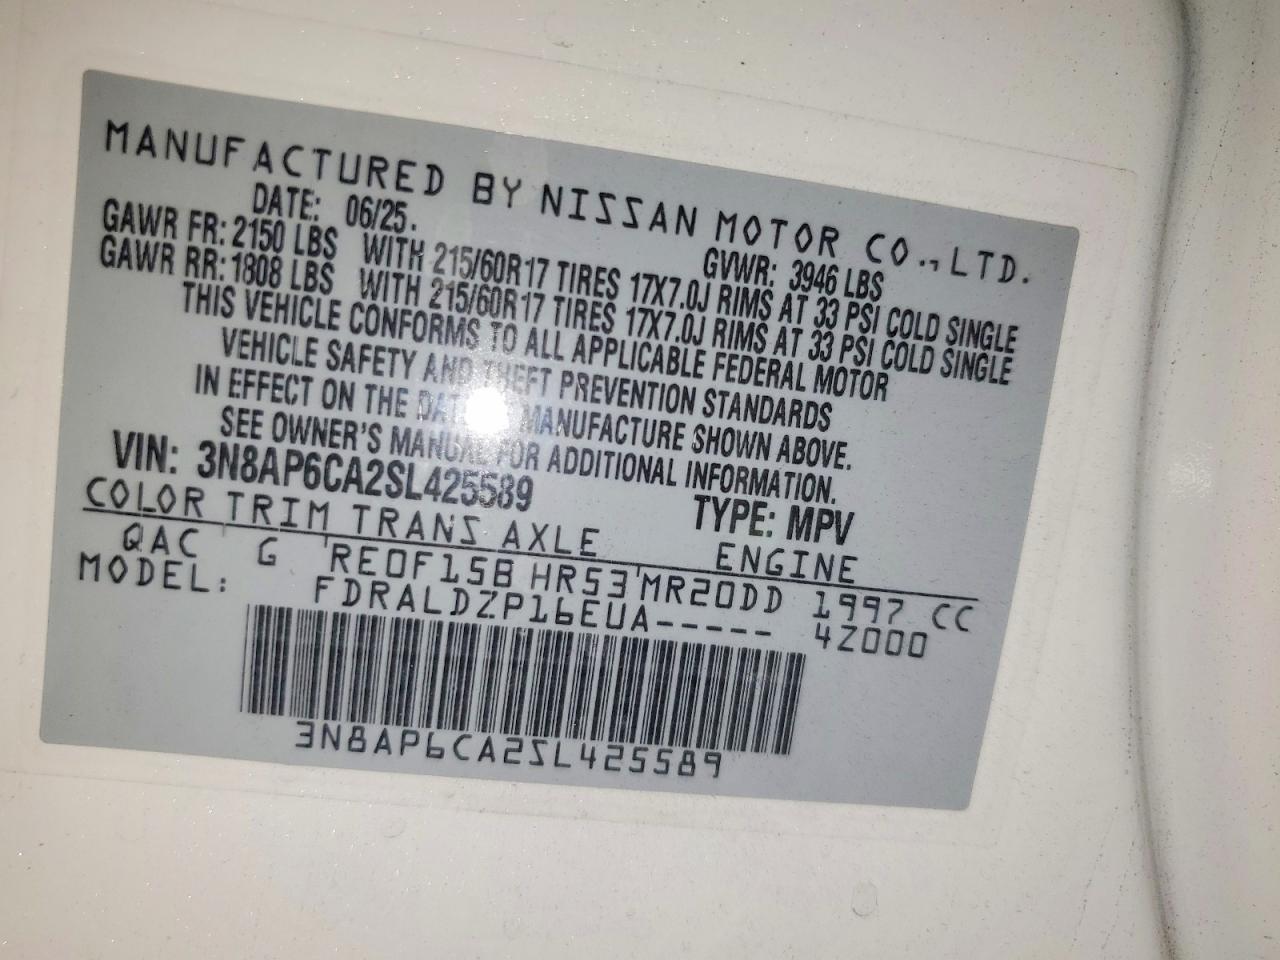 MANUFACTURED BY NISSAN MOTOR CO.,LTD.
DATE: 06/25. GVWR: 3946 LBS
GAWR FR: 2150 LBS WITH 215/60R17 TIRES 17X7.0J RIMS AT 33 PSI COLD SINGLE
GAWR RR: 1808 LBS WITH 215/60R17 TIRES 17X7.0J RIMS AT 33 PSI COLD SINGLE
THIS VEHICLE CONFORMS TO ALL APPLICABLE FEDERAL MOTOR
VEHICLE SAFETY AND THEFT PREVENTION STANDARDS
IN EFFECT ON THE DATE OF MANUFACTURE SHOWN ABOVE.
SEE OWNER'S MANUAL FOR ADDITIONAL INFORMATION.
VIN: 3N8AP6CA2SL425589 TYPE: MPV
COLOR TRIM TRANS AXLE ENGINE
QAC G RE0F15B HR53 MR20DD 1997 CC
MODEL: FDRALDZP16EUA----- 4Z000
3N8AP6CA2SL425589